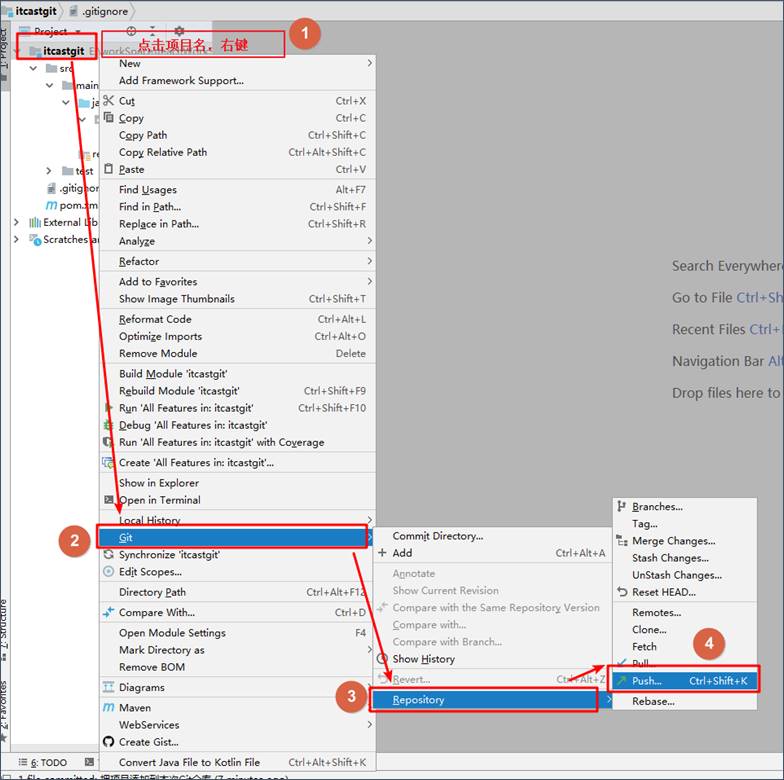 itcastgit
.gitignore
1: Project
Project
1
点击项目名，右键
itcastgit
src
main
ja
re
test
.gitignor
pom.xm
External Lib
Scratches a
New
Add Framework Support...
Cut Ctrl+X
Copy Ctrl+C
Copy Path Ctrl+Shift+C
Copy Relative Path Ctrl+Alt+Shift+C
Paste Ctrl+V
Find Usages Alt+F7
Find in Path... Ctrl+Shift+F
Replace in Path... Ctrl+Shift+R
Analyze
Refactor
Add to Favorites
Show Image Thumbnails Ctrl+Shift+T
Reformat Code Ctrl+Alt+L
Optimize Imports Ctrl+Alt+O
Remove Module Delete
Build Module 'itcastgit'
Rebuild Module 'itcastgit' Ctrl+Shift+F9
Run 'All Features in: itcastgit' Ctrl+Shift+F10
Debug 'All Features in: itcastgit'
Run 'All Features in: itcastgit' with Coverage
Create 'All Features in: itcastgit'...
Show in Explorer
Open in Terminal
Local History
2
Git
Synchronize 'itcastgit'
Edit Scopes...
Directory Path Ctrl+Alt+F12
Compare With... Ctrl+D
Open Module Settings F4
Mark Directory as
Remove BOM
Diagrams
Maven
WebServices
Create Gist...
Convert Java File to Kotlin File Ctrl+Alt+Shift+K
Search Everywhere
Go to File Ctrl+Sh
Recent Files Ctrl+
Navigation Bar Al
Drop files here to
Commit Directory...
Add Ctrl+Alt+A
Annotate
Show Current Revision
Compare with the Same Repository Version
Compare with...
Compare with Branch...
Show History
Revert... Ctrl+Alt+Z
3
Repository
Branches...
Tag...
Merge Changes...
Stash Changes...
UnStash Changes...
Reset HEAD...
Remotes...
Clone...
Fetch
4
Pull...
Push... Ctrl+Shift+K
Rebase...
7: Structure
2: Favorites
6: TODO
1 file committed: 把项目添加到本次Git仓库 (7 minutes ago)